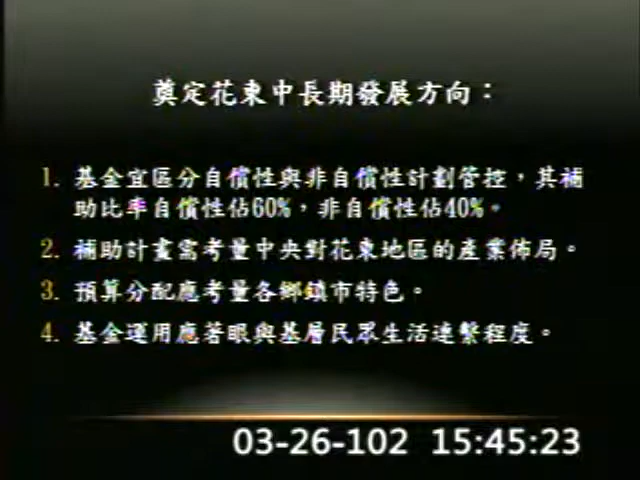 奠定花東中長期發展方向：
1. 基金宜區分自償性與非自償性計劃管控，其補
助比率自償性佔60%，非自償性佔40%。
2. 補助計畫需考量中央對花東地區的產業佈局。
3. 預算分配應考量各鄉鎮市特色。
4. 基金運用應著眼與基層民眾生活連繫程度。
03-26-102 15:45:23